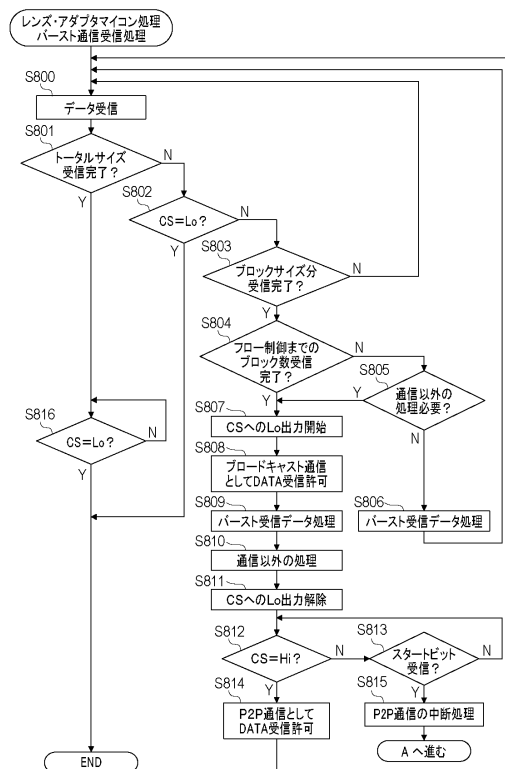 レンズ・アダプタマイコン処理
バースト通信受信処理
S800
データ受信
S801
トータルサイズ
受信完了?
N
Y
S802
CS=Lo?
N
Y
S803
ブロックサイズ分
受信完了?
N
Y
S804
フロー制御までの
ブロック数受信
完了?
N
Y
S805
通信以外の
処理必要?
Y
N
S806
バースト受信データ処理
S807
CSへのLo出力開始
S808
ブロードキャスト通信
としてDATA受信許可
S809
バースト受信データ処理
S810
通信以外の処理
S811
CSへのLo出力解除
S812
CS=Hi?
N
Y
S813
スタートビット
受信?
N
Y
S814
P2P通信として
DATA受信許可
S815
P2P通信の中断処理
Aへ進む
S816
CS=Lo?
N
Y
END